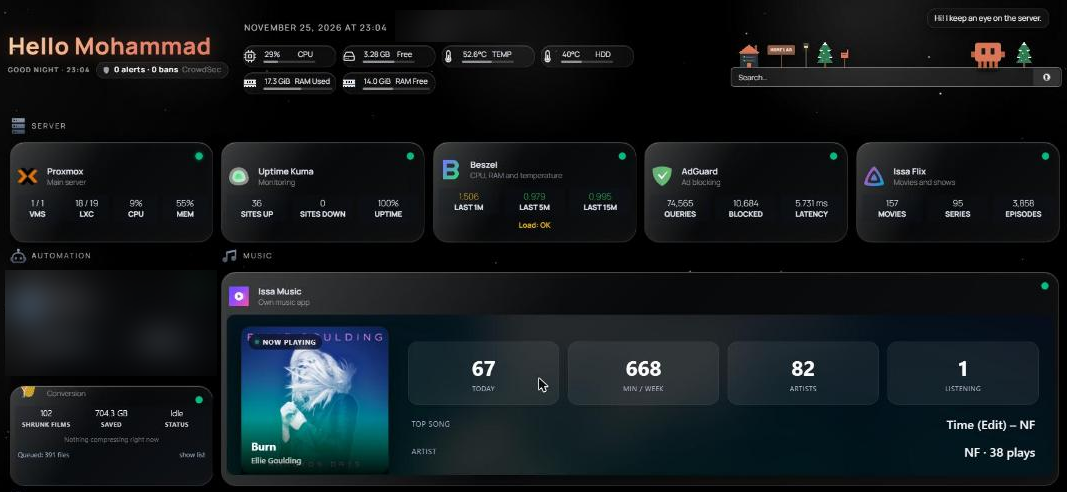 NOVEMBER 25, 2026 AT 23:04
Hi! I keep an eye on the server.
Hello Mohammad
GOOD NIGHT · 23:04
0 alerts · 0 bans CrowdSec
29% CPU
3.28 GB Free
52.6°C TEMP
40°C HDD
17.3 GiB RAM Used
14.0 GiB RAM Free
HOMELAB
Search...
SERVER
Proxmox
Main server
1 / 1 18 / 19 9% 55%
VMS LXC CPU MEM
Uptime Kuma
Monitoring
36 0 100%
SITES UP SITES DOWN UPTIME
Beszel
CPU, RAM and temperature
1.506 0.979 0.995
LAST 1M LAST 5M LAST 15M
Load: OK
AdGuard
Ad blocking
74,565 10,684 5.731 ms
QUERIES BLOCKED LATENCY
Issa Flix
Movies and shows
157 95 3,858
MOVIES SERIES EPISODES
AUTOMATION
Conversion
102 704.3 GB Idle
SHRUNK FILMS SAVED STATUS
Nothing compressing right now
Queued: 391 files show list
MUSIC
Issa Music
Own music app
NOW PLAYING
Burn
Ellie Goulding
67 668 82 1
TODAY MIN / WEEK ARTISTS LISTENING
TOP SONG Time (Edit) – NF
ARTIST NF · 38 plays